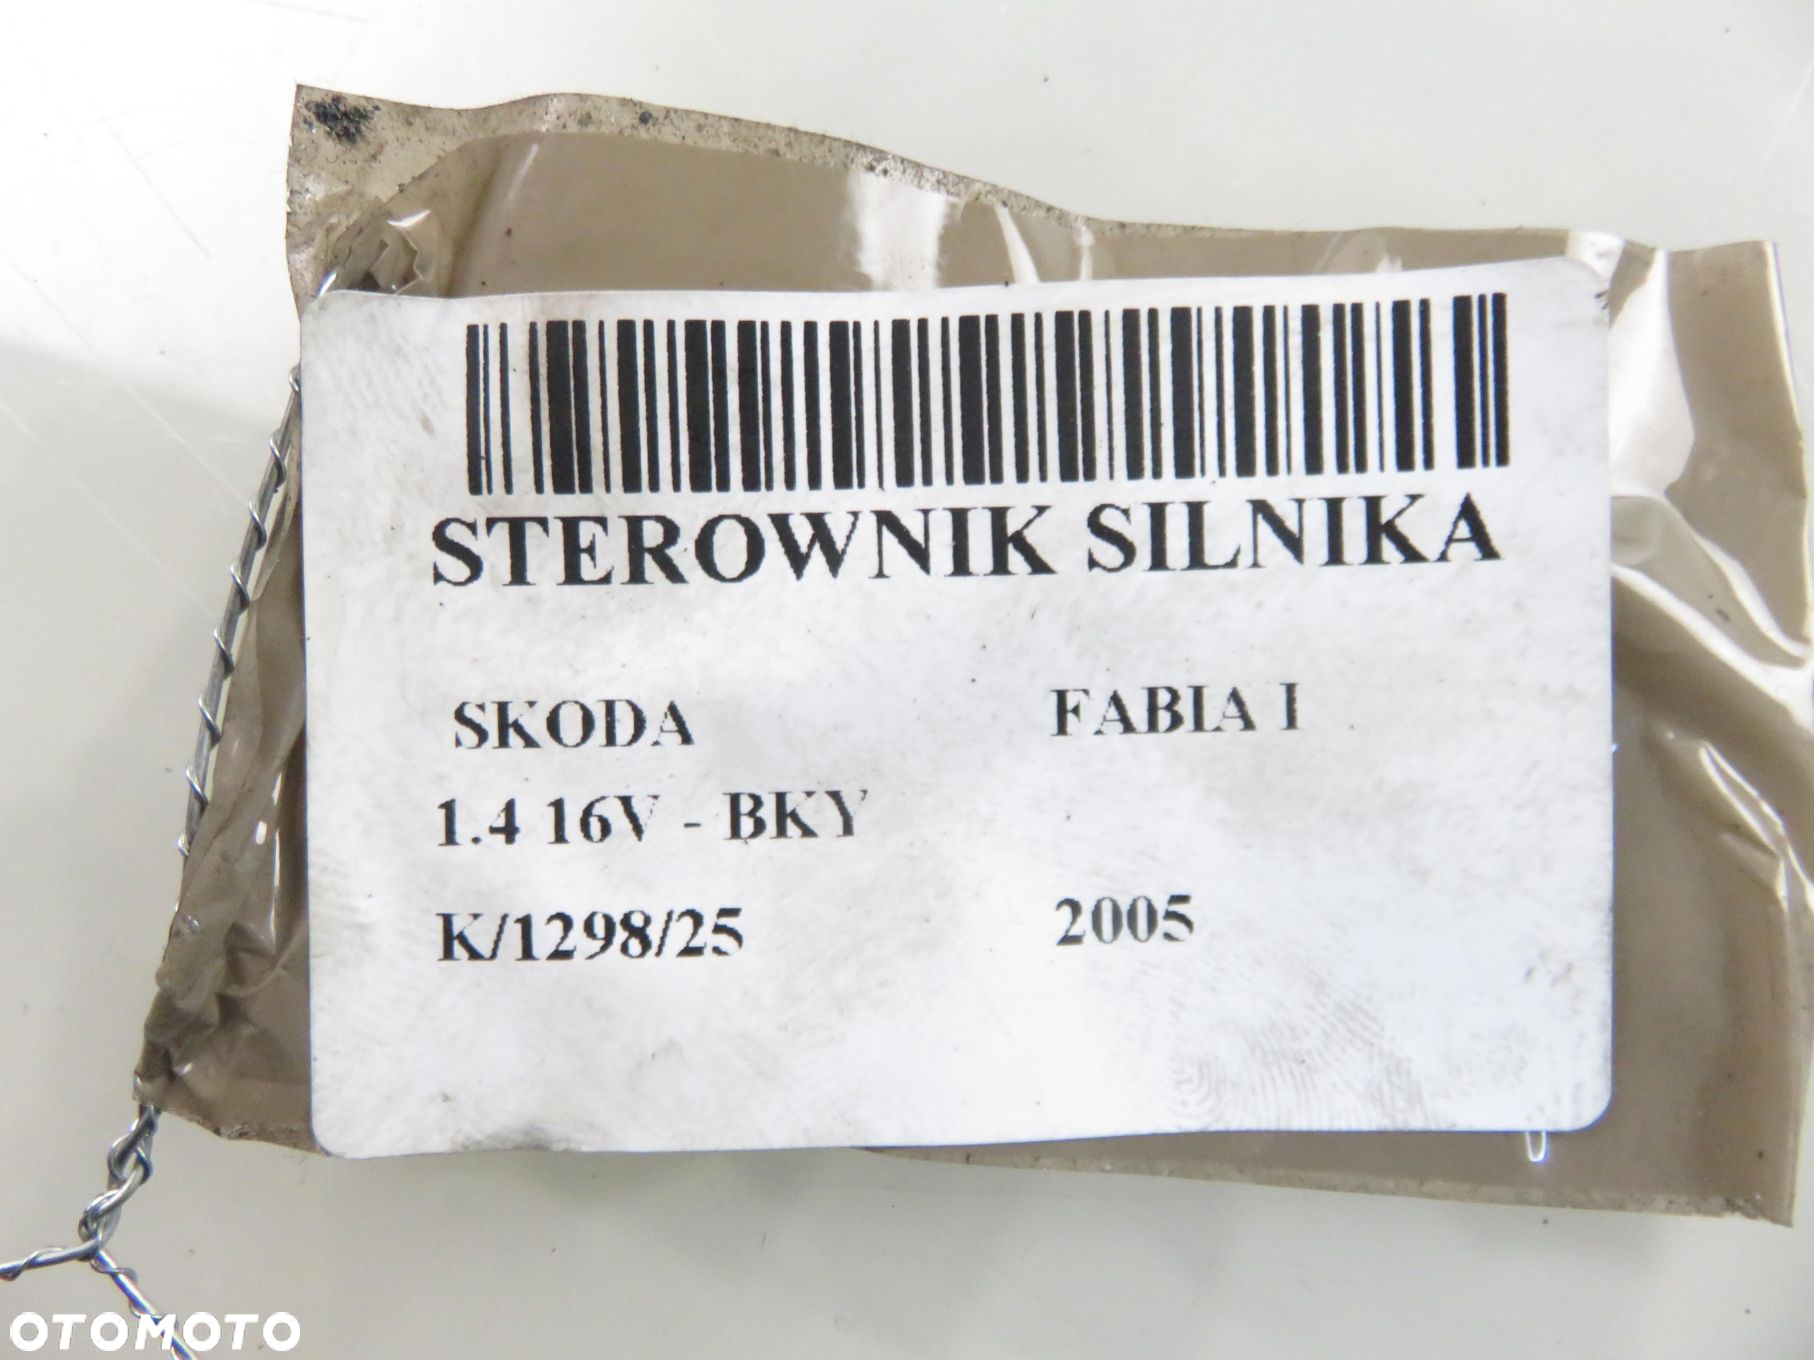 STEROWNIK SILNIKA
SKODA FABIA I
1.4 16V - BKY
K/1298/25 2005
OTOMOTO